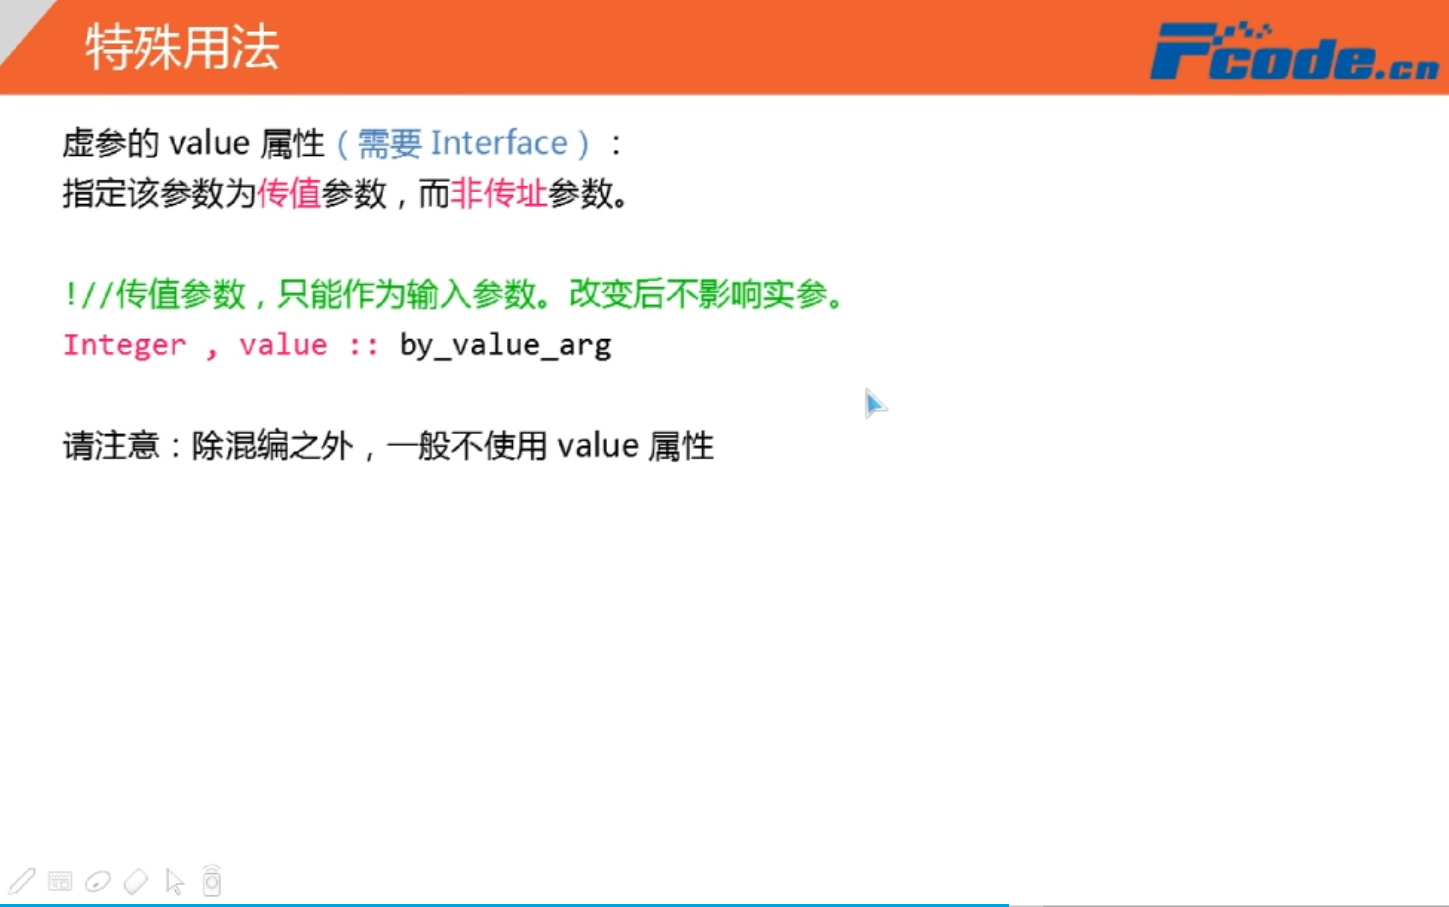 特殊用法
Fcode.cn
虚参的 value 属性（需要 Interface）：
指定该参数为传值参数，而非传址参数。
!//传值参数，只能作为输入参数。改变后不影响实参。
Integer , value :: by_value_arg
请注意：除混编之外，一般不使用 value 属性